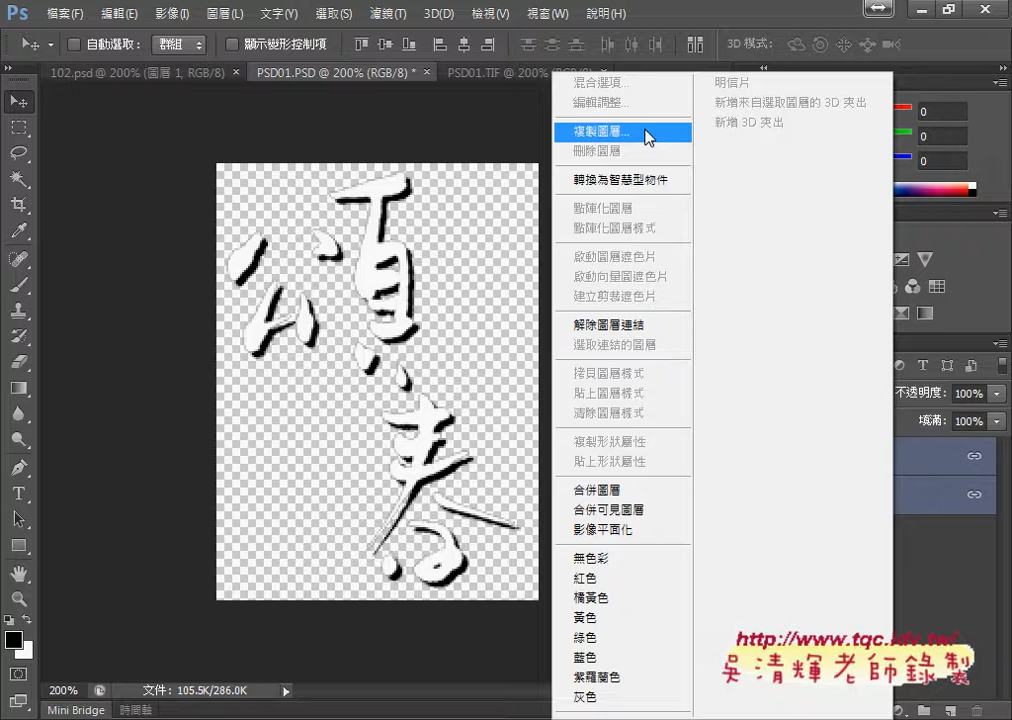 Ps 檔案(F) 編輯(E) 影像(I) 圖層(L) 文字(Y) 選取(S) 濾鏡(T) 3D(D) 檢視(V) 視窗(W) 說明(H)
自動選取： 群組 顯示變形控制項 3D 模式：
102.psd @ 200% (圖層 1, RGB/8) × PSD01.PSD @ 200% (RGB/8) * × PSD01.TIF @ 200%
頌春
混合選項...
編輯調整...
複製圖層...
刪除圖層
轉換為智慧型物件
點陣化圖層
點陣化圖層樣式
啟動圖層遮色片
啟動向量圖遮色片
建立剪裁遮色片
解除圖層連結
選取連結的圖層
拷貝圖層樣式
貼上圖層樣式
清除圖層樣式
複製形狀屬性
貼上形狀屬性
合併圖層
合併可見圖層
影像平面化
無色彩
紅色
橘黃色
黃色
綠色
藍色
紫羅蘭色
灰色
明信片
新增來自選取圖層的 3D 突出
新增 3D 突出
0
0
0
不透明度： 100%
填滿： 100%
http://www.tqc.idv.tw/
吳清輝老師錄製
200% 文件：105.5K/286.0K
Mini Bridge 時間軸